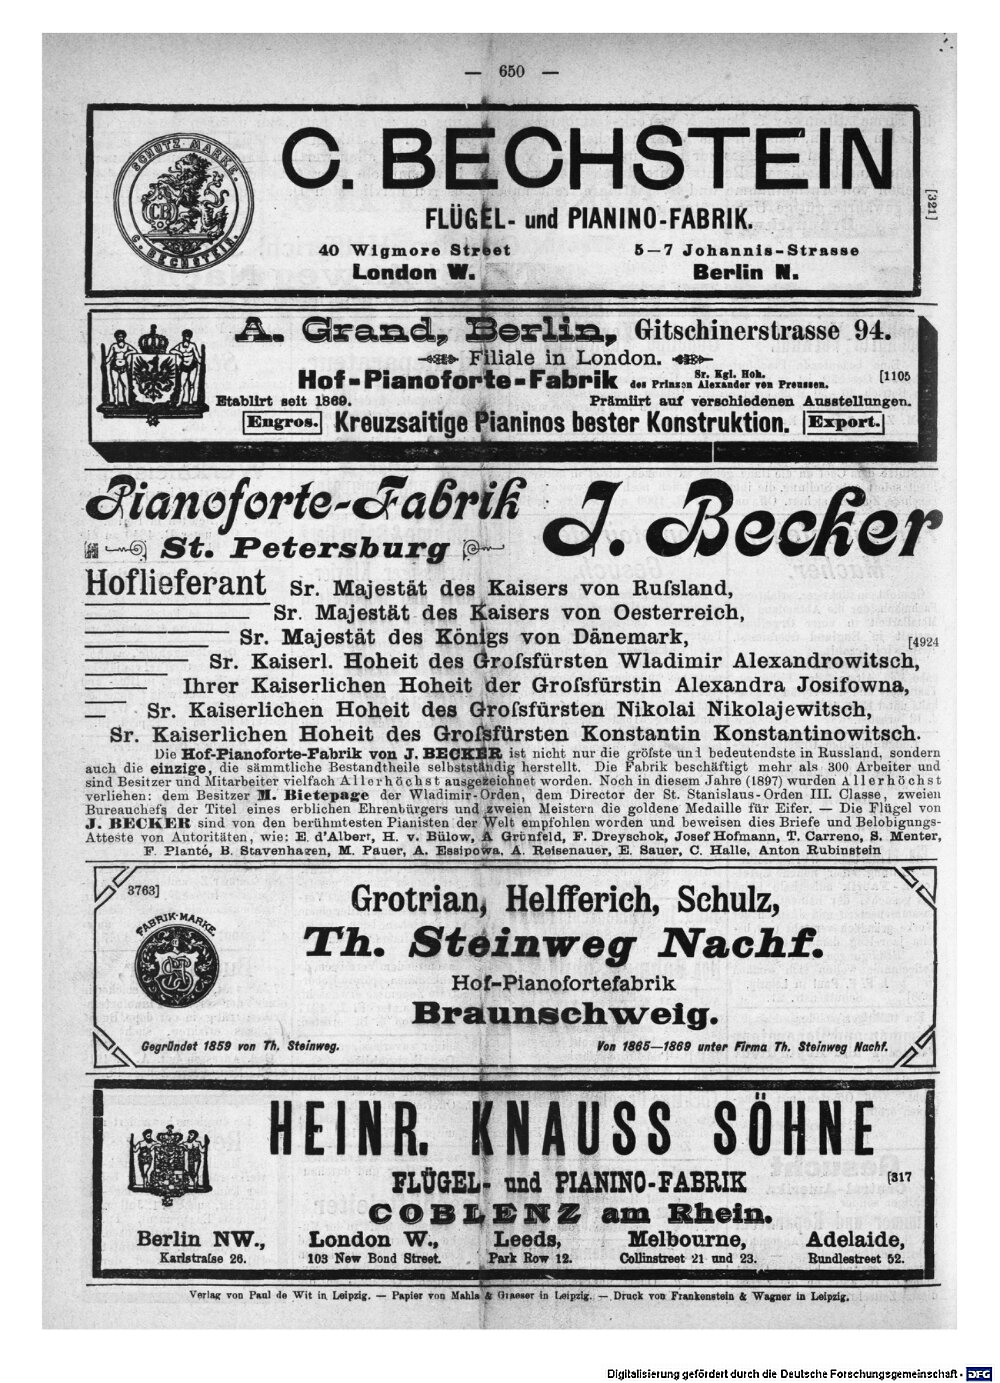 — 650 —
SCHUTZ-MARKE.
CB
C. BECHSTEIN.
C. BECHSTEIN
[321]
FLÜGEL- und PIANINO-FABRIK.
40 Wigmore Street 5—7 Johannis-Strasse
London W. Berlin N.
A. Grand, Berlin, Gitschinerstrasse 94.
Filiale in London.
Hof-Pianoforte-Fabrik Sr. Kgl. Hoh. des Prinzen Alexander von Preussen. [1105
Etablirt seit 1869. Prämiirt auf verschiedenen Ausstellungen.
Engros. Kreuzsaitige Pianinos bester Konstruktion. Export.
Pianoforte-Fabrik J. Becker
St. Petersburg
Hoflieferant Sr. Majestät des Kaisers von Rufsland,
Sr. Majestät des Kaisers von Oesterreich,
Sr. Majestät des Königs von Dänemark, [4924
Sr. Kaiserl. Hoheit des Grofsfürsten Wladimir Alexandrowitsch,
Ihrer Kaiserlichen Hoheit der Grofsfürstin Alexandra Josifowna,
Sr. Kaiserlichen Hoheit des Grofsfürsten Nikolai Nikolajewitsch,
Sr. Kaiserlichen Hoheit des Grofsfürsten Konstantin Konstantinowitsch.
Die Hof-Pianoforte-Fabrik von J. BECKER ist nicht nur die gröfste und bedeutendste in Russland, sondern
auch die einzige, die sämmtliche Bestandtheile selbstständig herstellt. Die Fabrik beschäftigt mehr als 300 Arbeiter und
sind Besitzer und Mitarbeiter vielfach Allerhöchst ausgezeichnet worden. Noch in diesem Jahre (1897) wurden Allerhöchst
verliehen: dem Besitzer M. Bietepage der Wladimir-Orden, dem Director der St. Stanislaus-Orden III. Classe, zweien
Bureauchefs der Titel eines erblichen Ehrenbürgers und zweien Meistern die goldene Medaille für Eifer. — Die Flügel von
J. BECKER sind von den berühmtesten Pianisten der Welt empfohlen worden und beweisen dies Briefe und Belobigungs-
Atteste von Autoritäten, wie: E. d'Albert, H. v. Bülow, A Grünfeld, F. Dreyschok, Josef Hofmann, T. Carreno, S. Menter,
F. Planté, B. Stavenhagen, M. Pauer, A. Essipowa, A. Reisenauer, E. Sauer, C. Halle, Anton Rubinstein
3763]
FABRIK-MARKE.
Grotrian, Helfferich, Schulz,
Th. Steinweg Nachf.
Hof-Pianofortefabrik
Braunschweig.
Gegründet 1859 von Th. Steinweg. Von 1865—1869 unter Firma Th. Steinweg Nachf.
HEINR. KNAUSS SÖHNE
FLÜGEL- und PIANINO-FABRIK [317
COBLENZ am Rhein.
Berlin NW., London W., Leeds, Melbourne, Adelaide,
Karlstrafse 26. 103 New Bond Street. Park Row 12. Collinstreet 21 und 23. Rundlestreet 52.
Verlag von Paul de Wit in Leipzig. — Papier von Mahla & Graeser in Leipzig. — Druck von Frankenstein & Wagner in Leipzig.
Digitalisierung gefördert durch die Deutsche Forschungsgemeinschaft - DFG